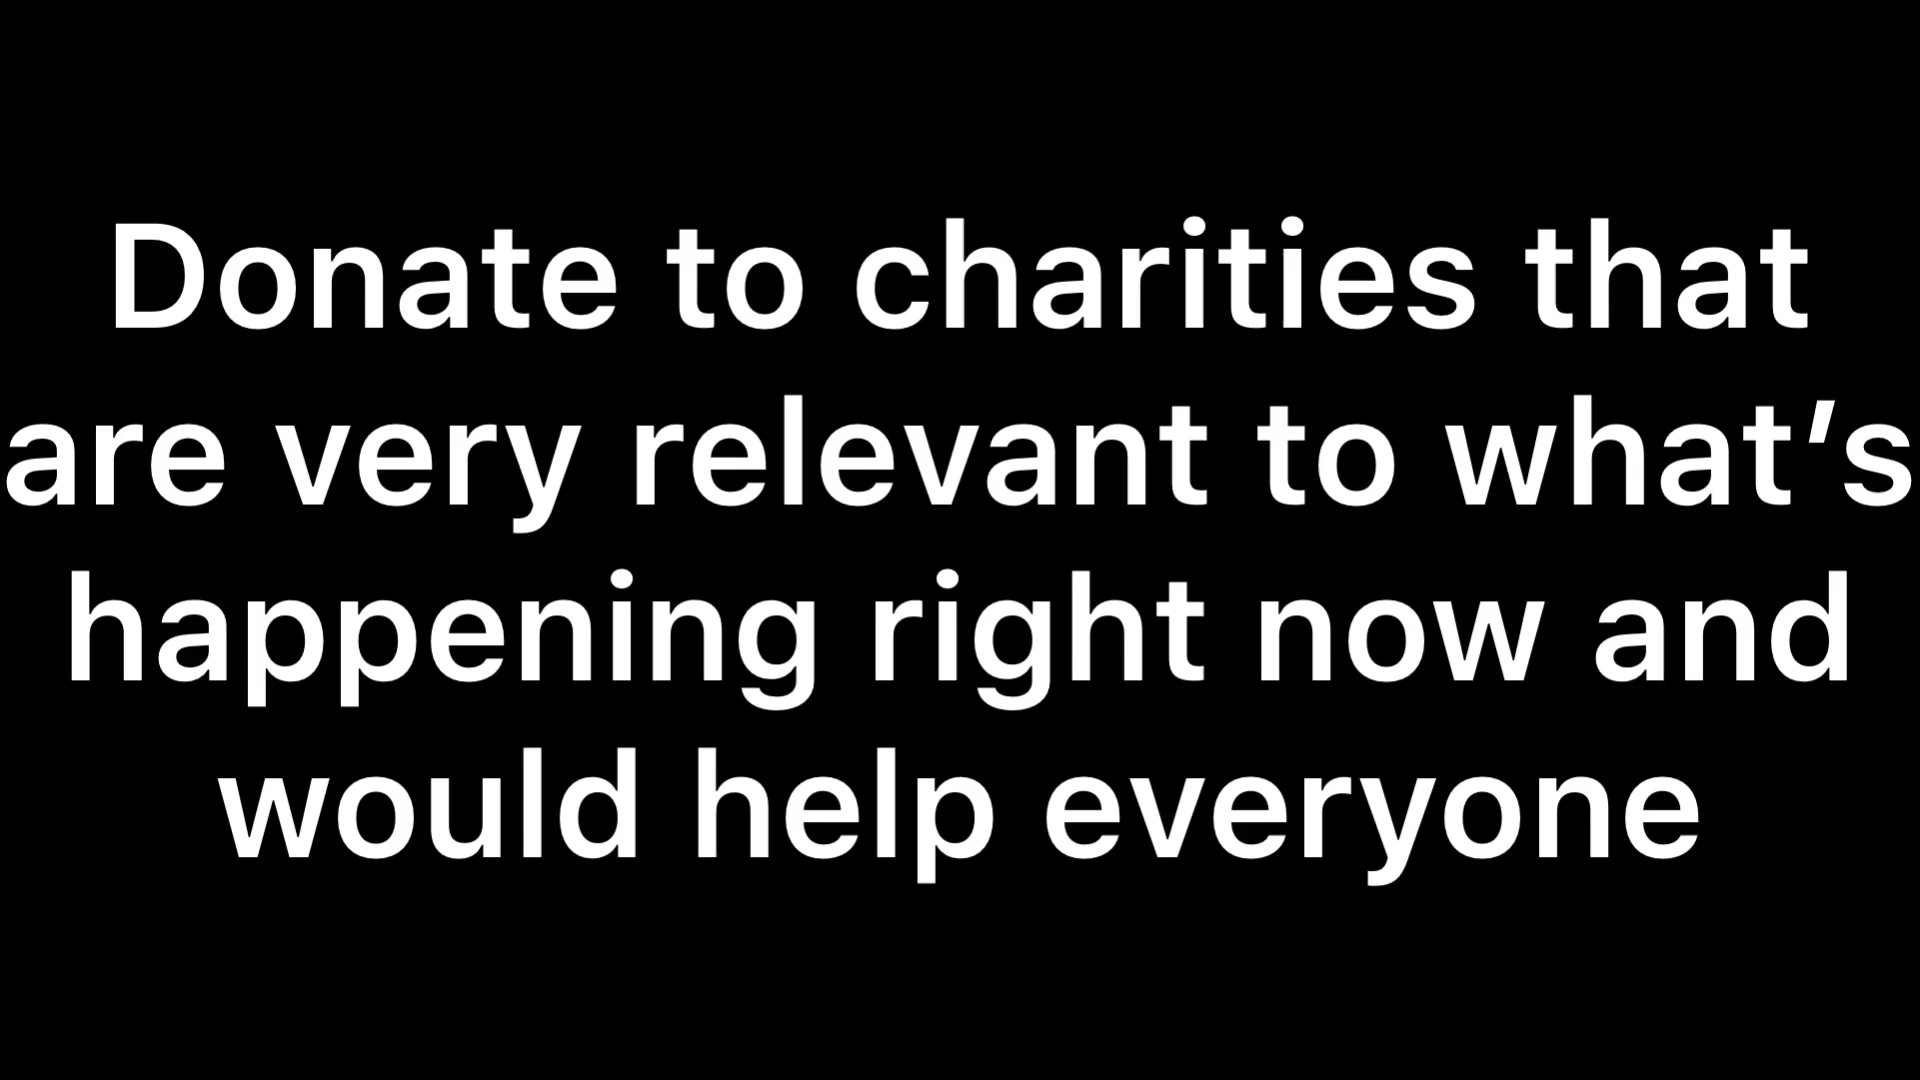 Donate to charities that
are very relevant to what’s
happening right now and
would help everyone